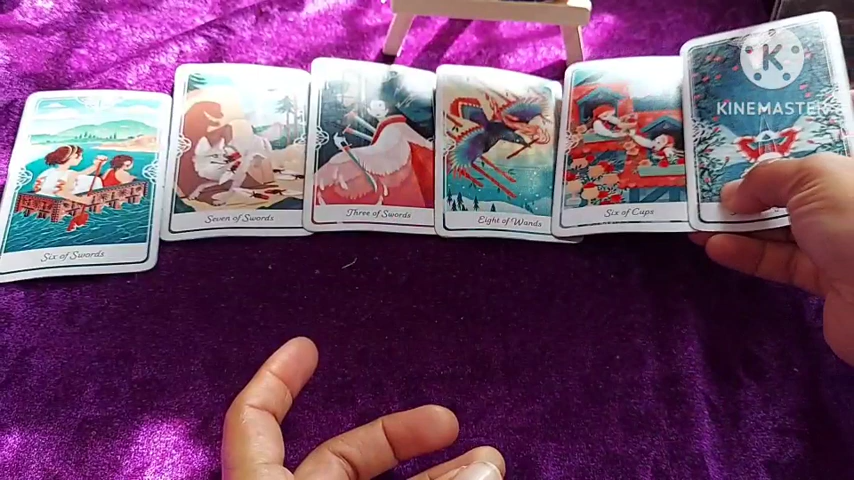 K
KINEMASTER
Six of Swords
Seven of Swords
Three of Swords
Eight of Wands
Six of Cups